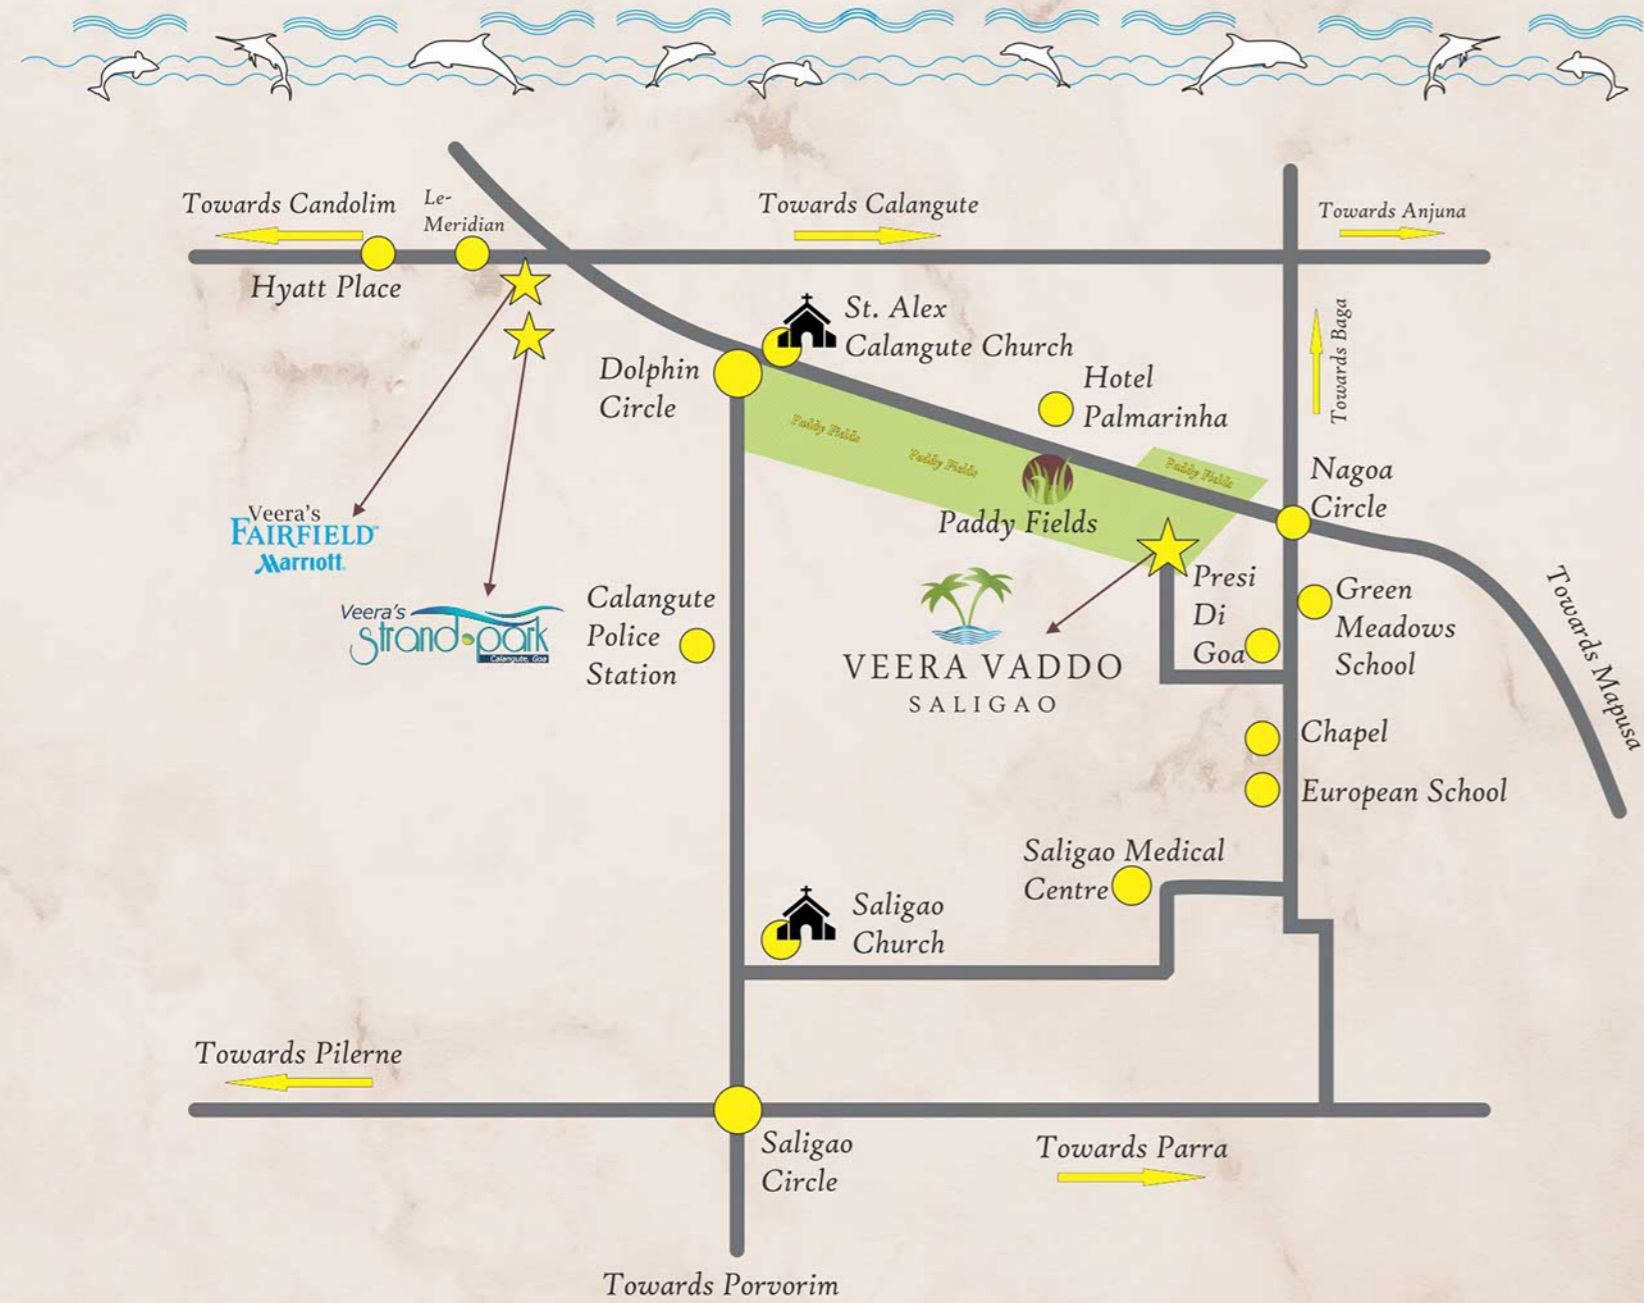 Towards Candolim
Le-
Meridian
Towards Calangute
Towards Anjuna
Hyatt Place
Towards Baga
St. Alex
Calangute Church
Dolphin
Circle
Hotel
Palmarinha
Paddy Fields
Paddy Fields
Paddy Fields
Nagoa
Circle
Paddy Fields
Veera's
FAIRFIELD™
Marriott.
Presi
Di
Goa
Green
Meadows
School
Towards Mapusa
Calangute
Police
Station
Veera's
strand park
Calangute, Goa
VEERA VADDO
SALIGAO
Chapel
European School
Saligao Medical
Centre
Saligao
Church
Towards Pilerne
Saligao
Circle
Towards Parra
Towards Porvorim